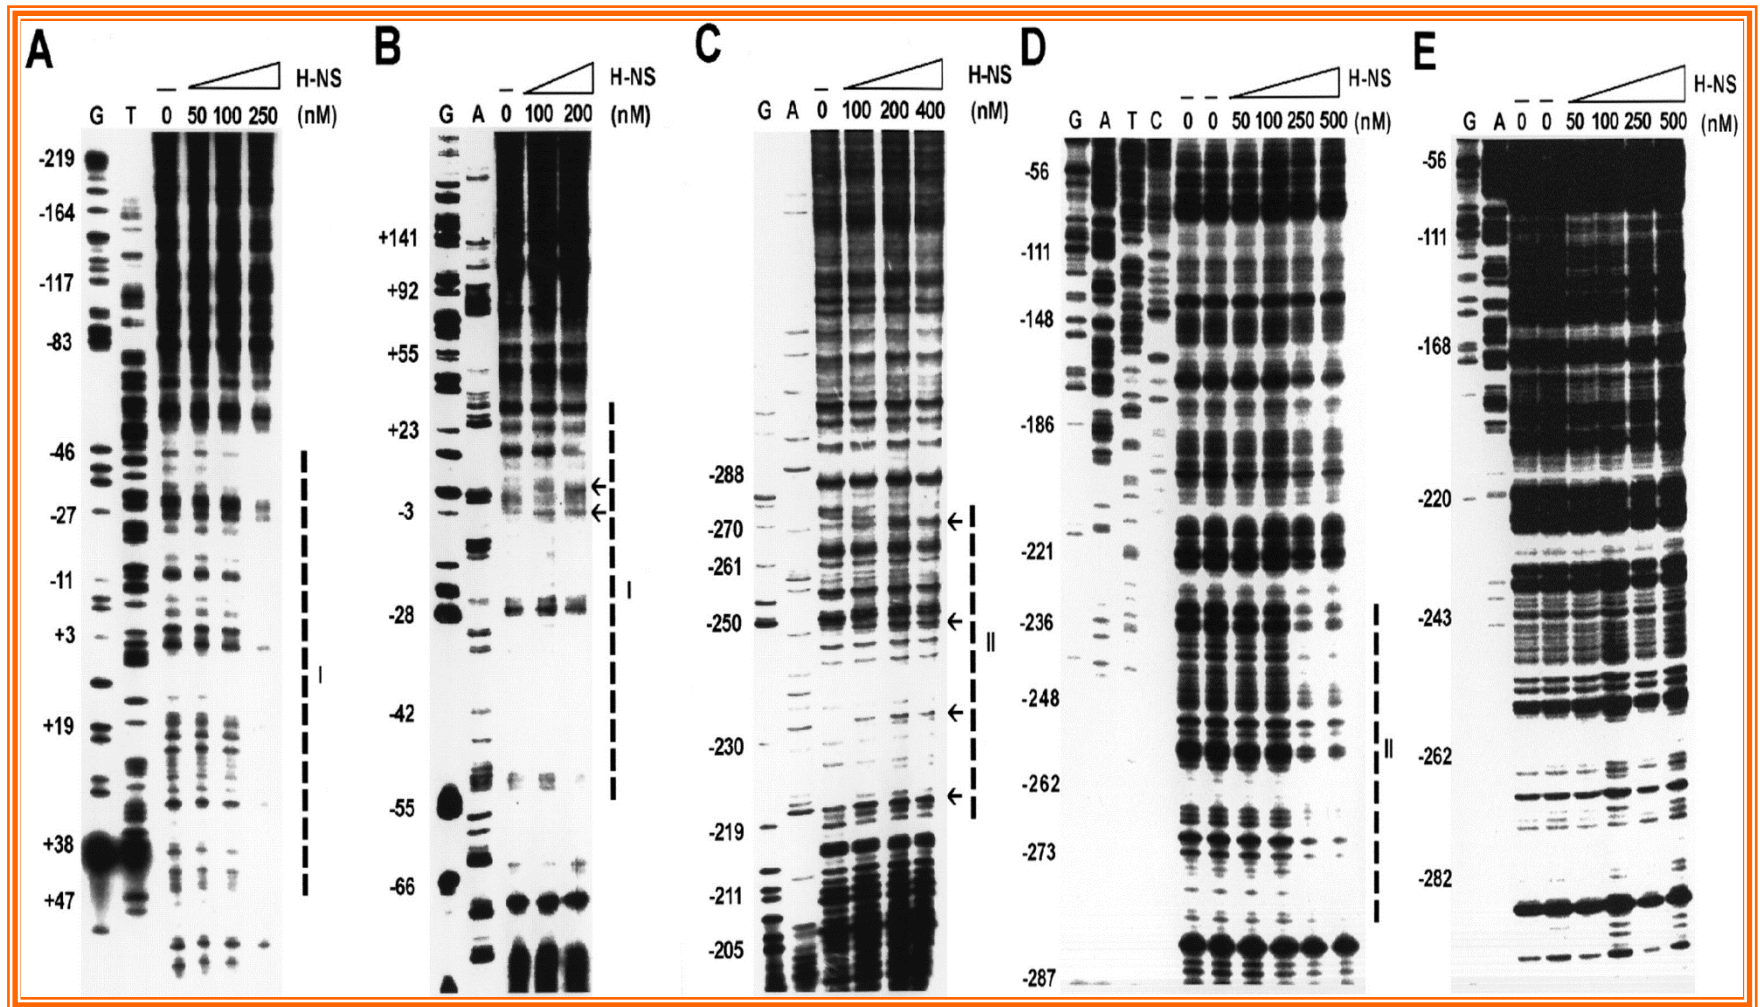 A
H-NS
G T 0 50 100 250 (nM)
-219
-164
-117
-83
-46
-27
-11
+3
+19
+38
+47
I
B
H-NS
G A 0 100 200 (nM)
+141
+92
+55
+23
-3
-28
-42
-55
-66
I
C
H-NS
G A 0 100 200 400 (nM)
-288
-270
-261
-250
-230
-219
-211
-205
II
D
H-NS
G A T C 0 0 50 100 250 500 (nM)
-56
-111
-148
-186
-221
-236
-248
-262
-273
-287
II
E
H-NS
G A 0 0 50 100 250 500 (nM)
-56
-111
-168
-220
-243
-262
-282